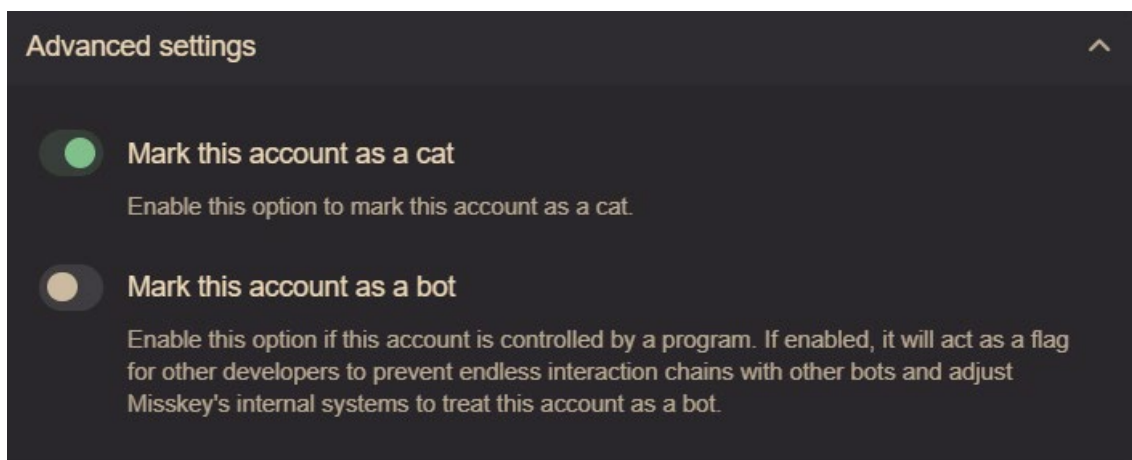 Advanced settings
Mark this account as a cat
Enable this option to mark this account as a cat.
Mark this account as a bot
Enable this option if this account is controlled by a program. If enabled, it will act as a flag
for other developers to prevent endless interaction chains with other bots and adjust
Misskey's internal systems to treat this account as a bot.